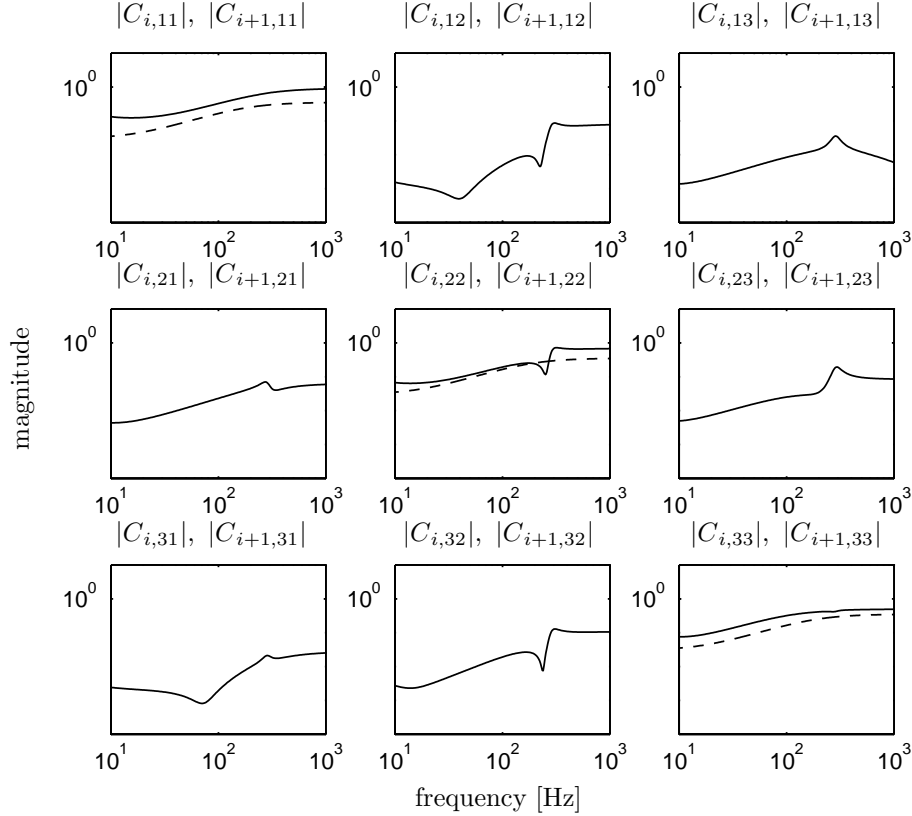 |C_{i,11}|, |C_{i+1,11}| |C_{i,12}|, |C_{i+1,12}| |C_{i,13}|, |C_{i+1,13}|
10^0 10^0 10^0
10^1 10^2 10^3 10^1 10^2 10^3 10^1 10^2 10^3
|C_{i,21}|, |C_{i+1,21}| |C_{i,22}|, |C_{i+1,22}| |C_{i,23}|, |C_{i+1,23}|
10^0 10^0 10^0
magnitude
10^1 10^2 10^3 10^1 10^2 10^3 10^1 10^2 10^3
|C_{i,31}|, |C_{i+1,31}| |C_{i,32}|, |C_{i+1,32}| |C_{i,33}|, |C_{i+1,33}|
10^0 10^0 10^0
10^1 10^2 10^3 10^1 10^2 10^3 10^1 10^2 10^3
frequency [Hz]